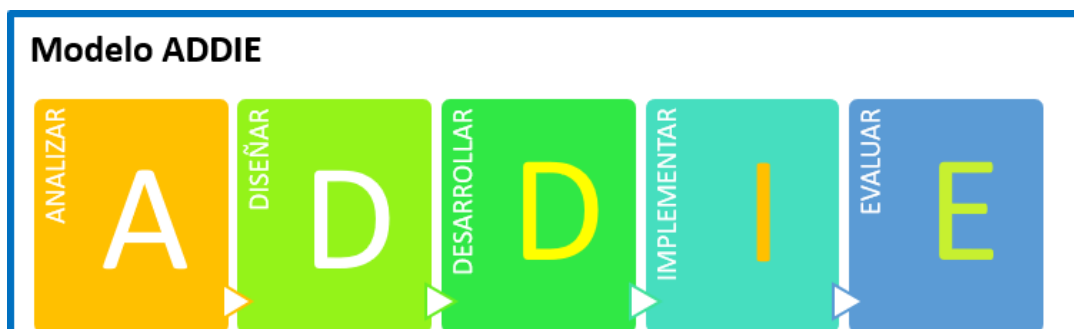 Modelo ADDIE
ANALIZAR
A
DISEÑAR
D
DESARROLLAR
D
IMPLEMENTAR
I
EVALUAR
E